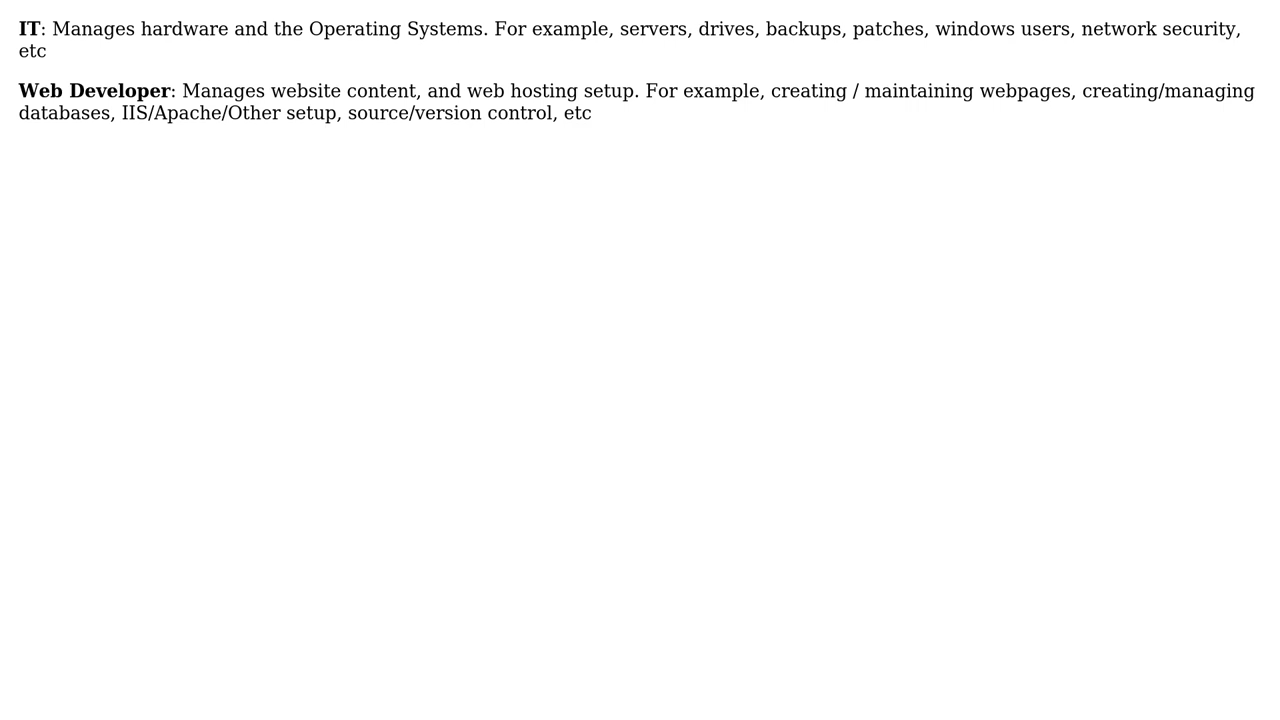 IT: Manages hardware and the Operating Systems. For example, servers, drives, backups, patches, windows users, network security,
etc
Web Developer: Manages website content, and web hosting setup. For example, creating / maintaining webpages, creating/managing
databases, IIS/Apache/Other setup, source/version control, etc